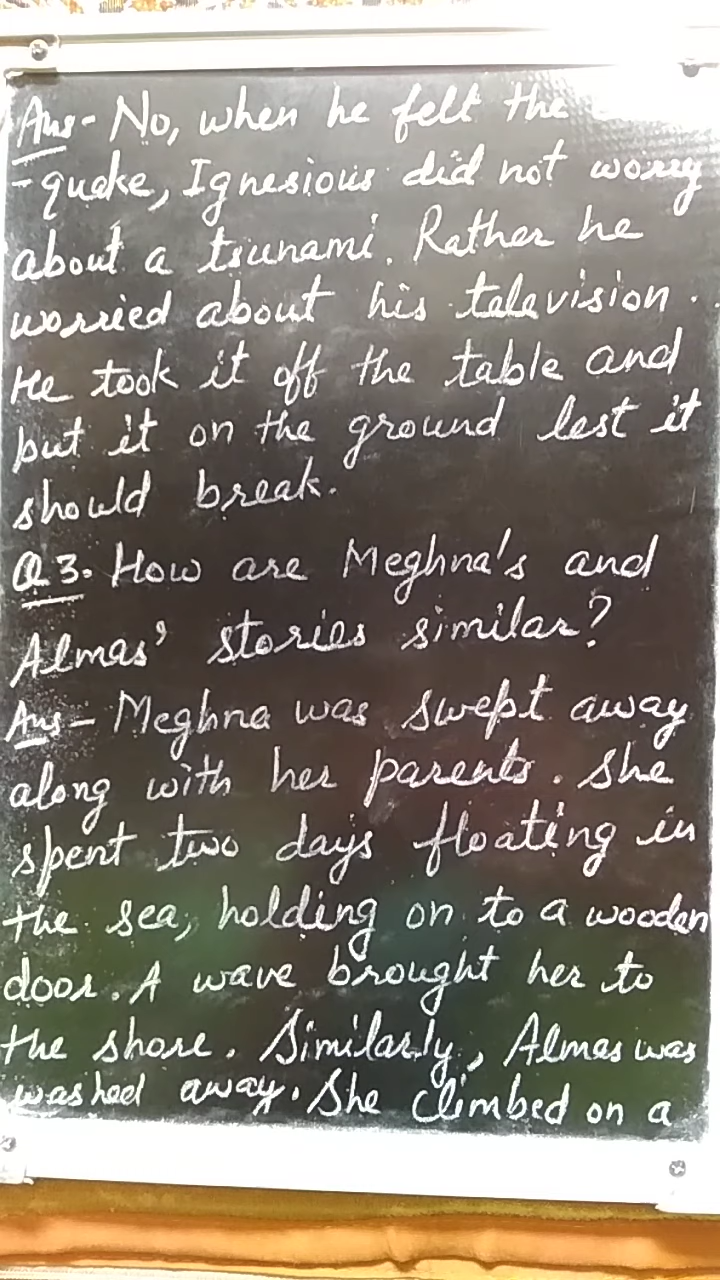 Ans- No, when he felt the
-quake, Ignesious did not worry
about a tsunami. Rather he
worried about his television.
He took it off the table and
but it on the ground lest it
should break.
Q3. How are Meghna's and
Almas' stories similar?
Ans- Meghna was swept away
along with her parents. She
spent two days floating in
the sea, holding on to a wooden
door. A wave brought her to
the shore. Similarly, Almas was
washed away. She climbed on a